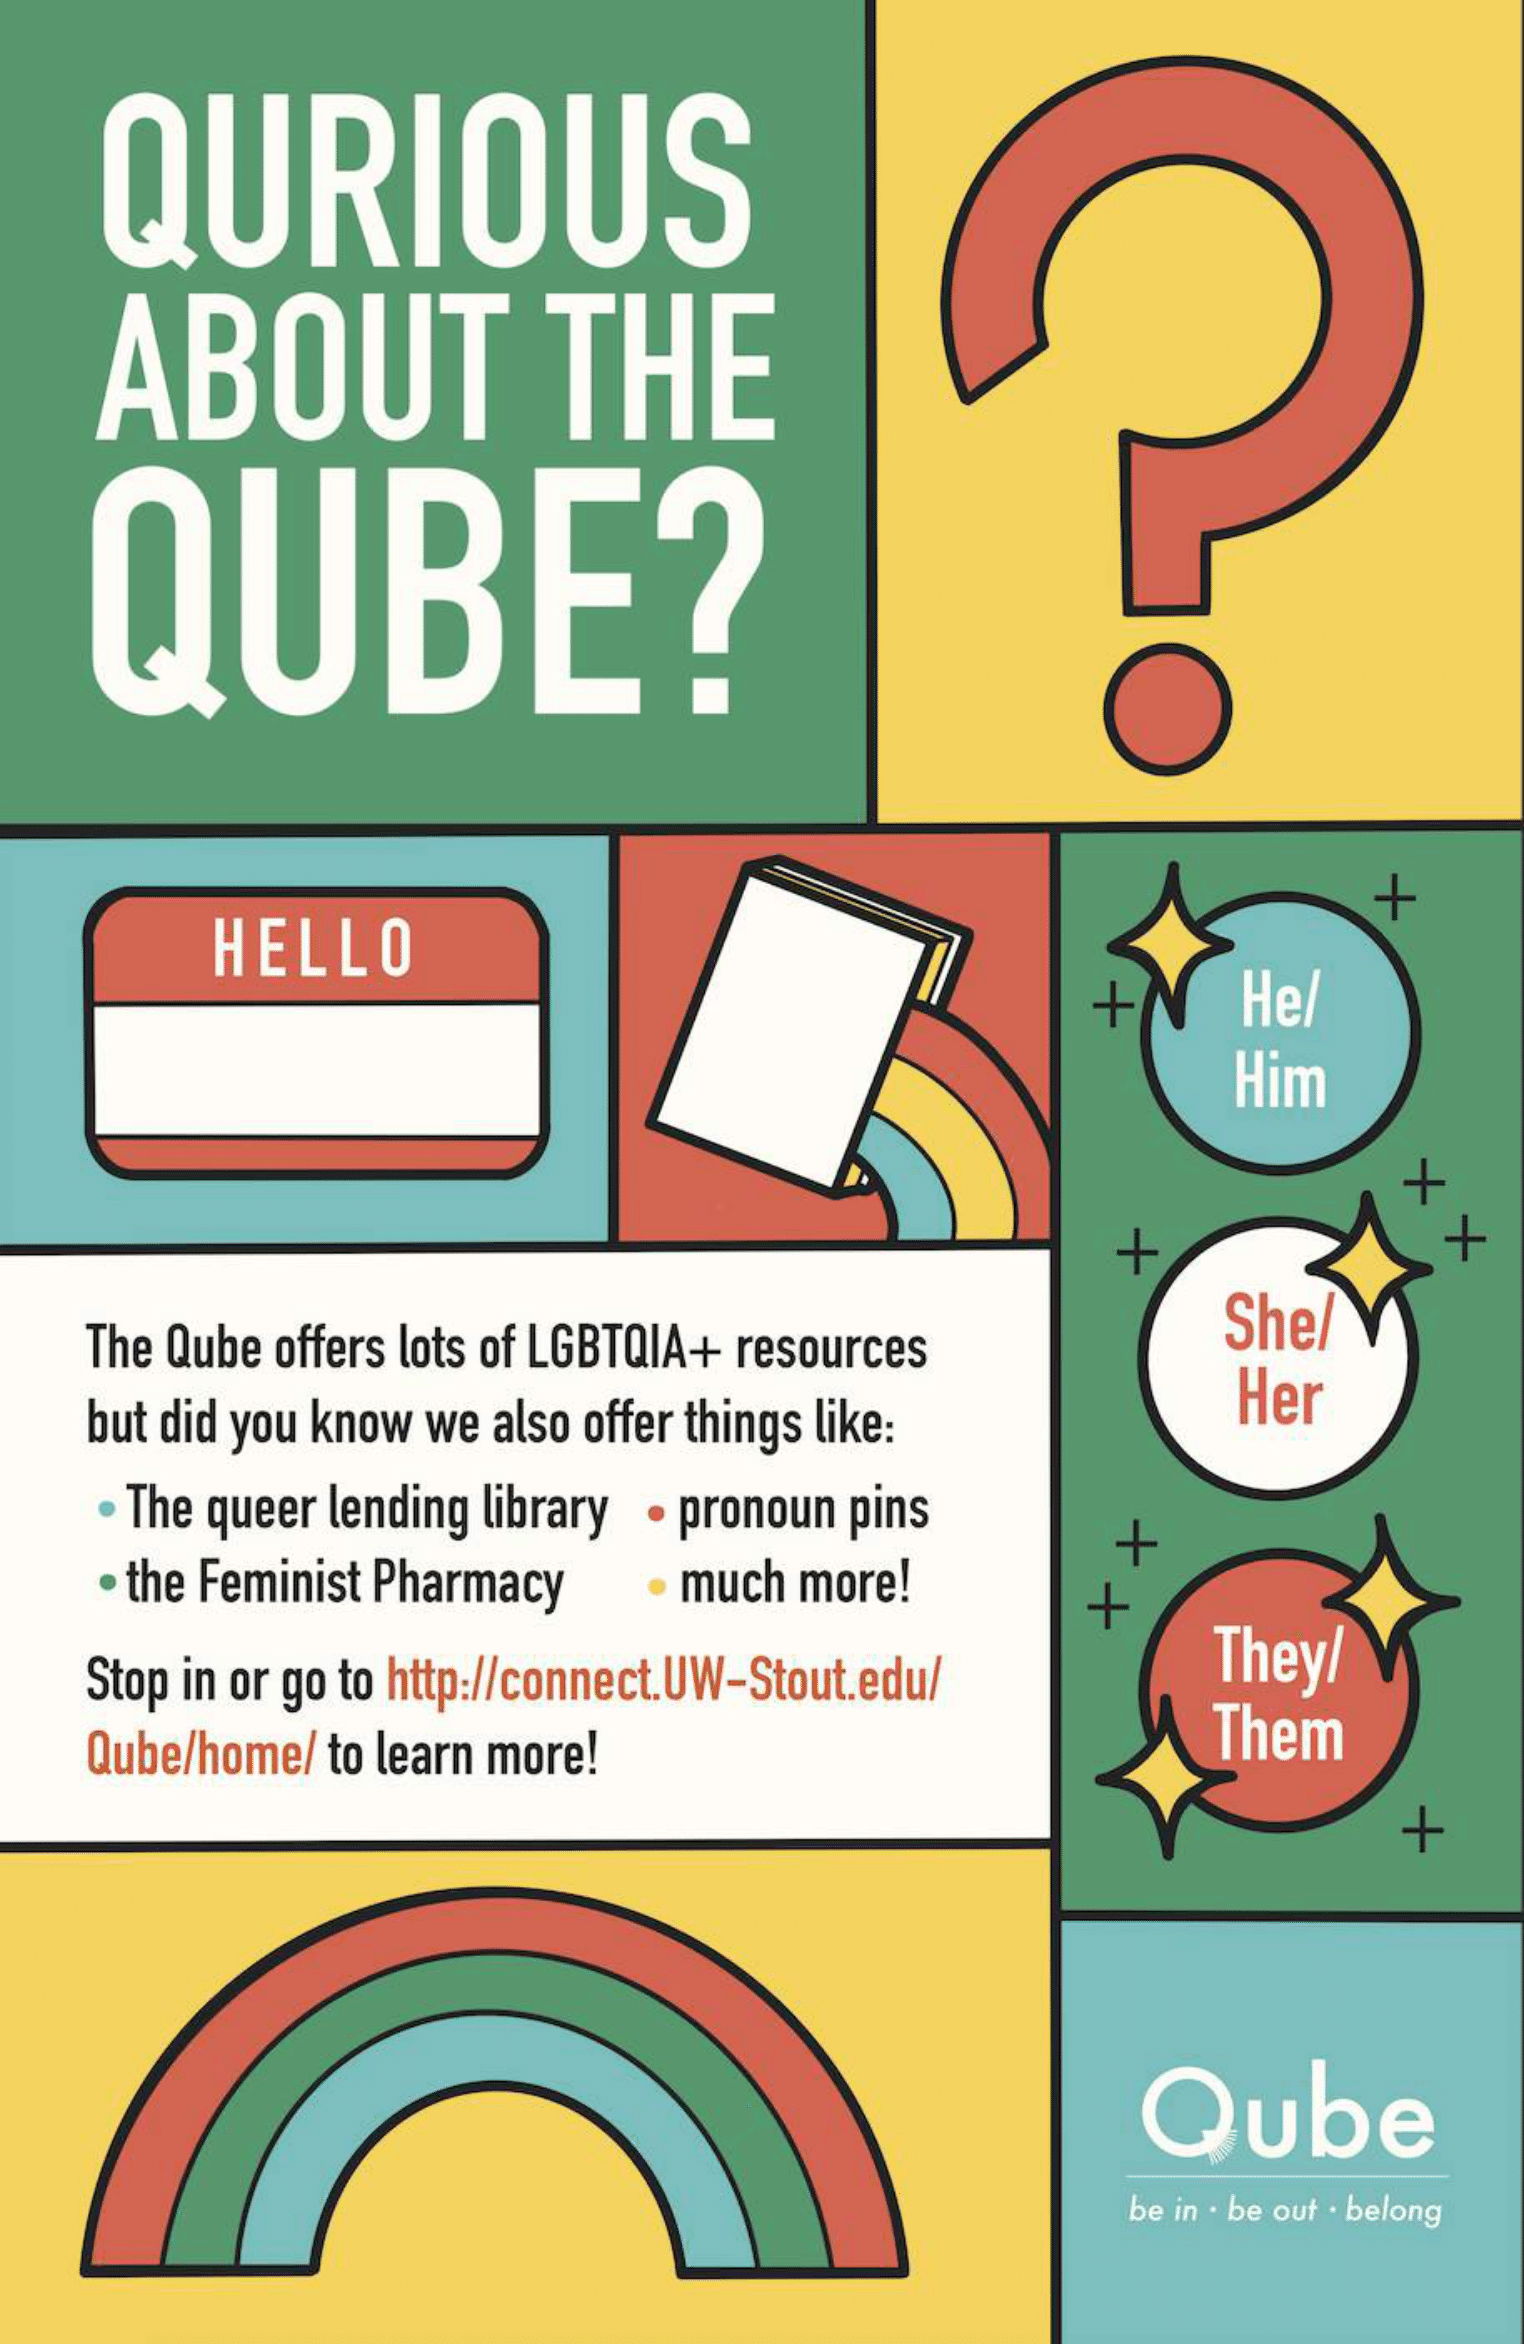 QURIOUS
ABOUT THE
QUBE?
HELLO
He/
Him
She/
Her
They/
Them
The Qube offers lots of LGBTQIA+ resources
but did you know we also offer things like:
• The queer lending library • pronoun pins
• the Feminist Pharmacy • much more!
Stop in or go to http://connect.UW-Stout.edu/
Qube/home/ to learn more!
Qube
be in · be out · belong